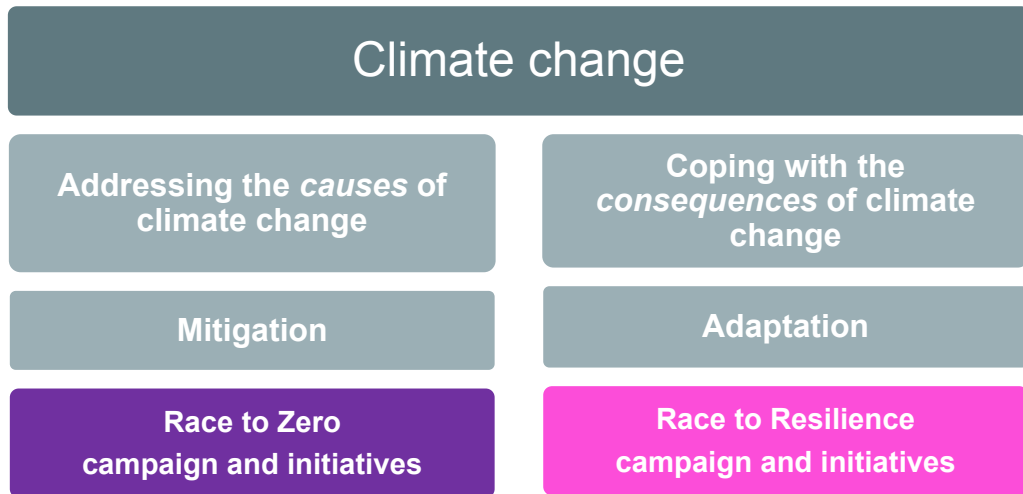 Climate change
Addressing the causes of
climate change
Coping with the
consequences of climate
change
Mitigation
Adaptation
Race to Zero
campaign and initiatives
Race to Resilience
campaign and initiatives